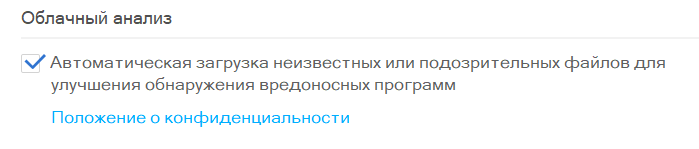 Облачный анализ
Автоматическая загрузка неизвестных или подозрительных файлов для
улучшения обнаружения вредоносных программ
Положение о конфиденциальности